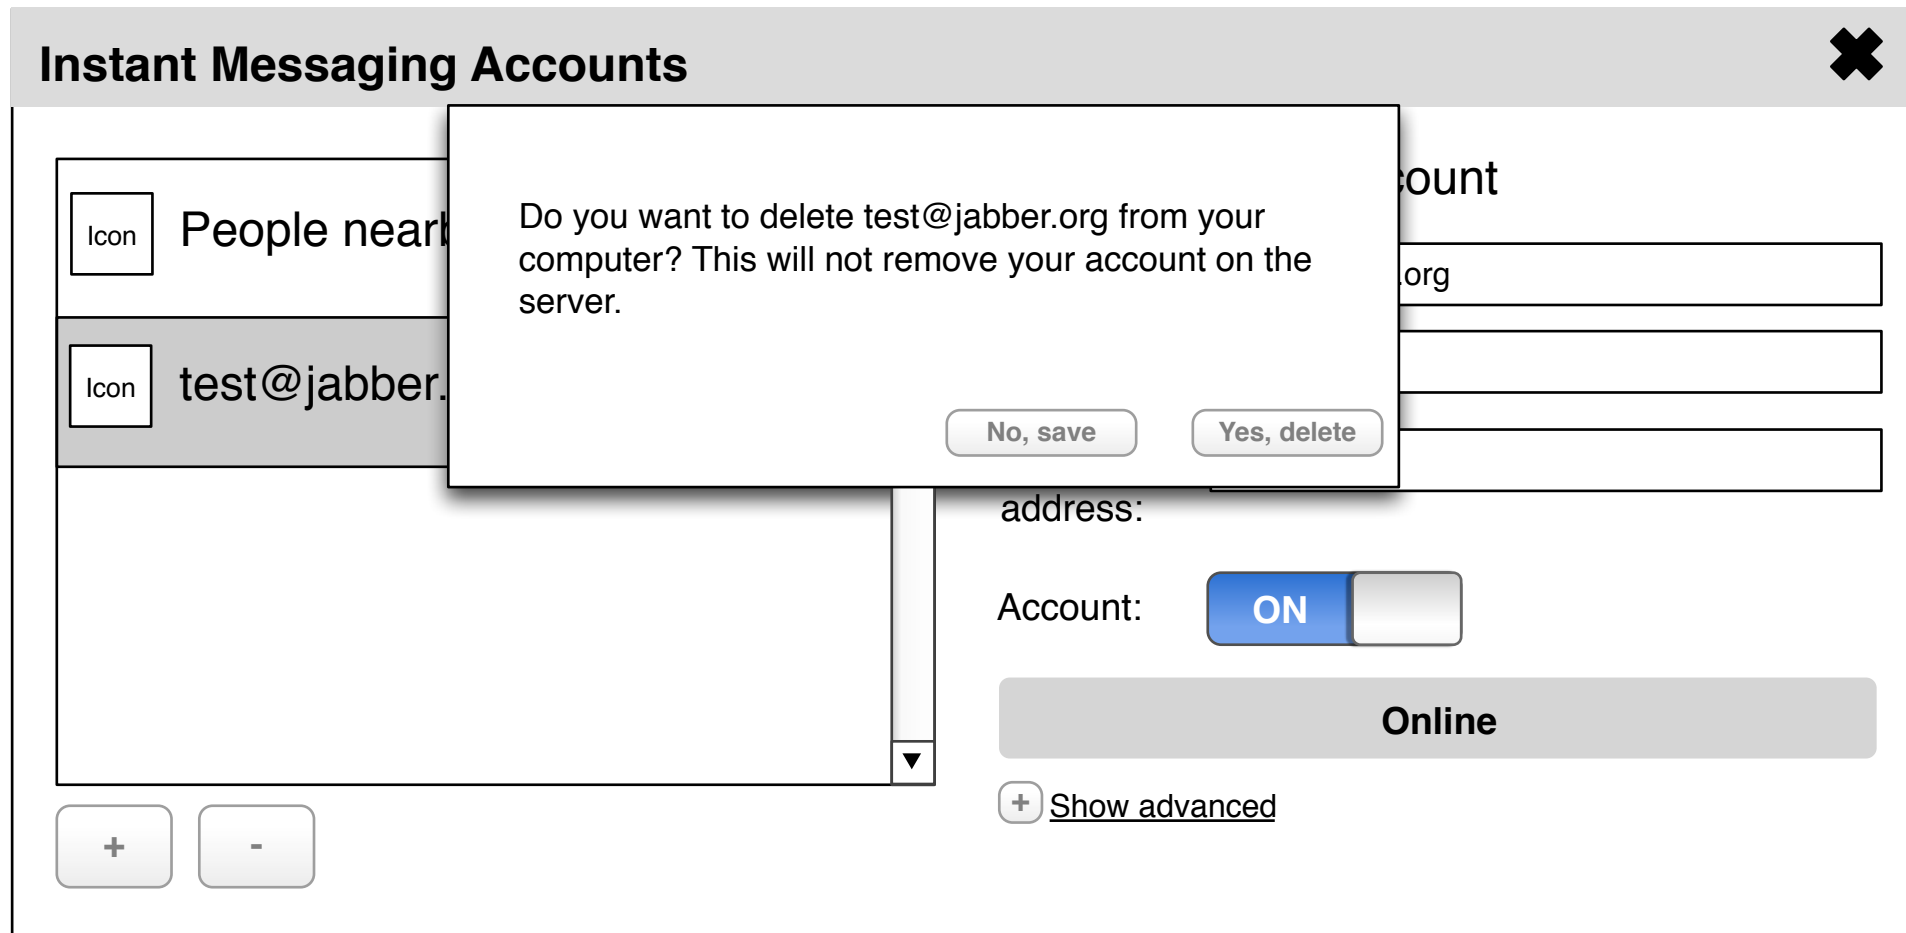 Instant Messaging Accounts
Icon
People near
Do you want to delete test@jabber.org from your
computer? This will not remove your account on the
server.
No, save
Yes, delete
ount
.org
Icon
test@jabber.
address:
Account:
ON
Online
+
Show advanced
+
-